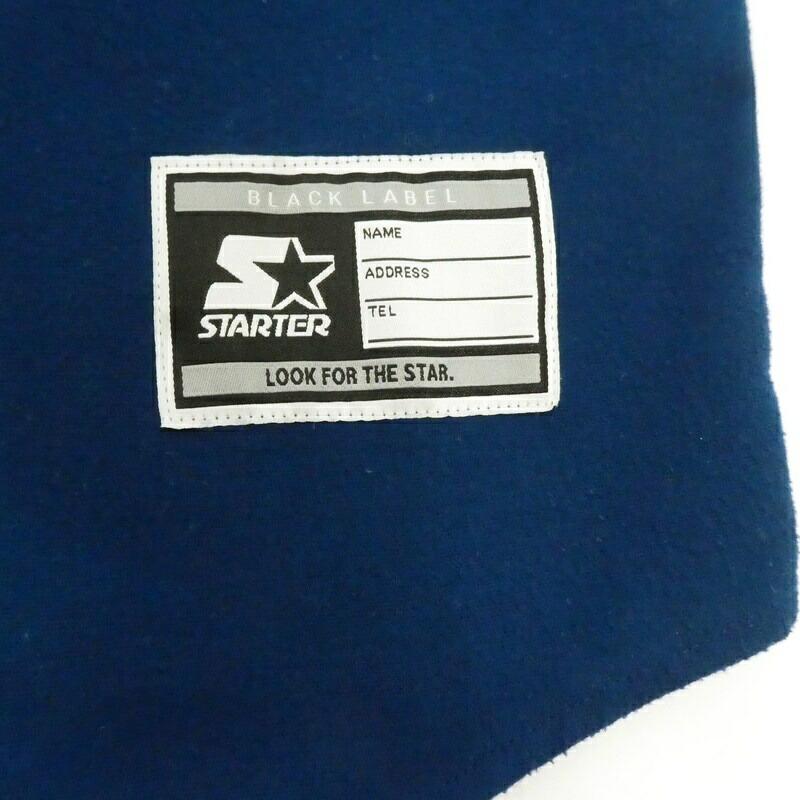 BLACK LABEL
STARTER
NAME
ADDRESS
TEL
LOOK FOR THE STAR.